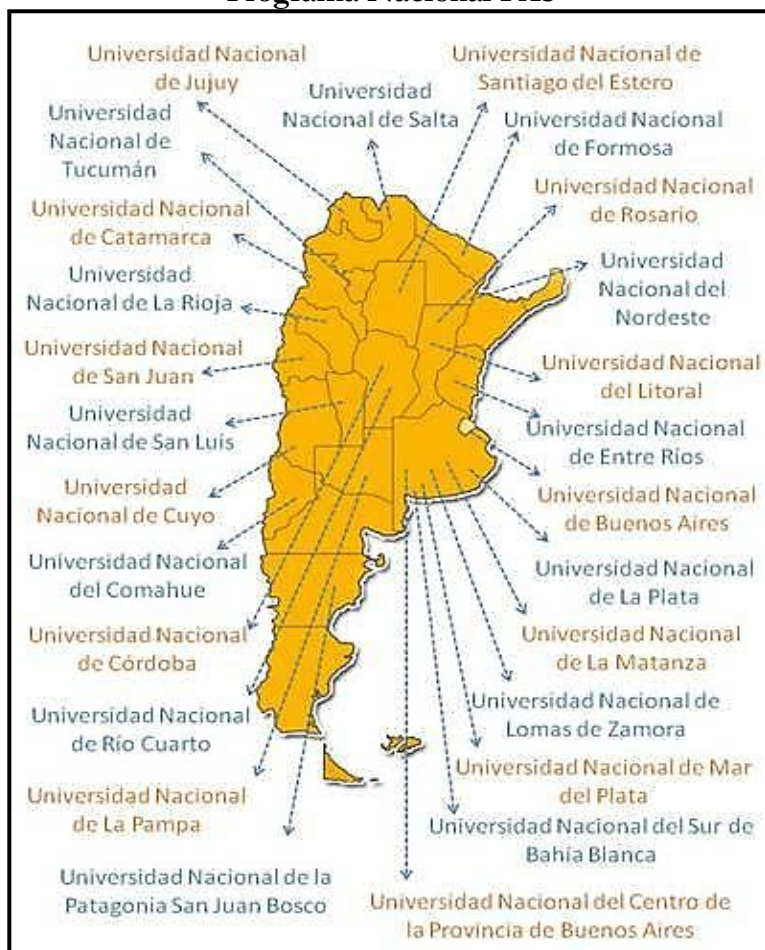 Programa Nacional PAIS
Universidad Nacional
de Jujuy
Universidad Nacional de
Santiago del Estero
Universidad
Nacional de Salta
Universidad
Nacional de
Tucumán
Universidad Nacional
de Formosa
Universidad Nacional
de Rosario
Universidad Nacional
de Catamarca
Universidad
Nacional del
Nordeste
Universidad
Nacional de La Rioja
Universidad Nacional
de San Juan
Universidad Nacional
del Litoral
Universidad
Nacional de San Luís
Universidad Nacional
de Entre Ríos
Universidad
Nacional de Cuyo
Universidad Nacional
de Buenos Aires
Universidad Nacional
del Comahue
Universidad Nacional
de La Plata
Universidad Nacional
de Córdoba
Universidad Nacional
de La Matanza
Universidad Nacional
de Río Cuarto
Universidad Nacional de
Lomas de Zamora
Universidad Nacional
de La Pampa
Universidad Nacional de Mar
del Plata
Universidad Nacional del Sur de
Bahía Blanca
Universidad Nacional de la
Patagonia San Juan Bosco
Universidad Nacional del Centro de
la Provincia de Buenos Aires